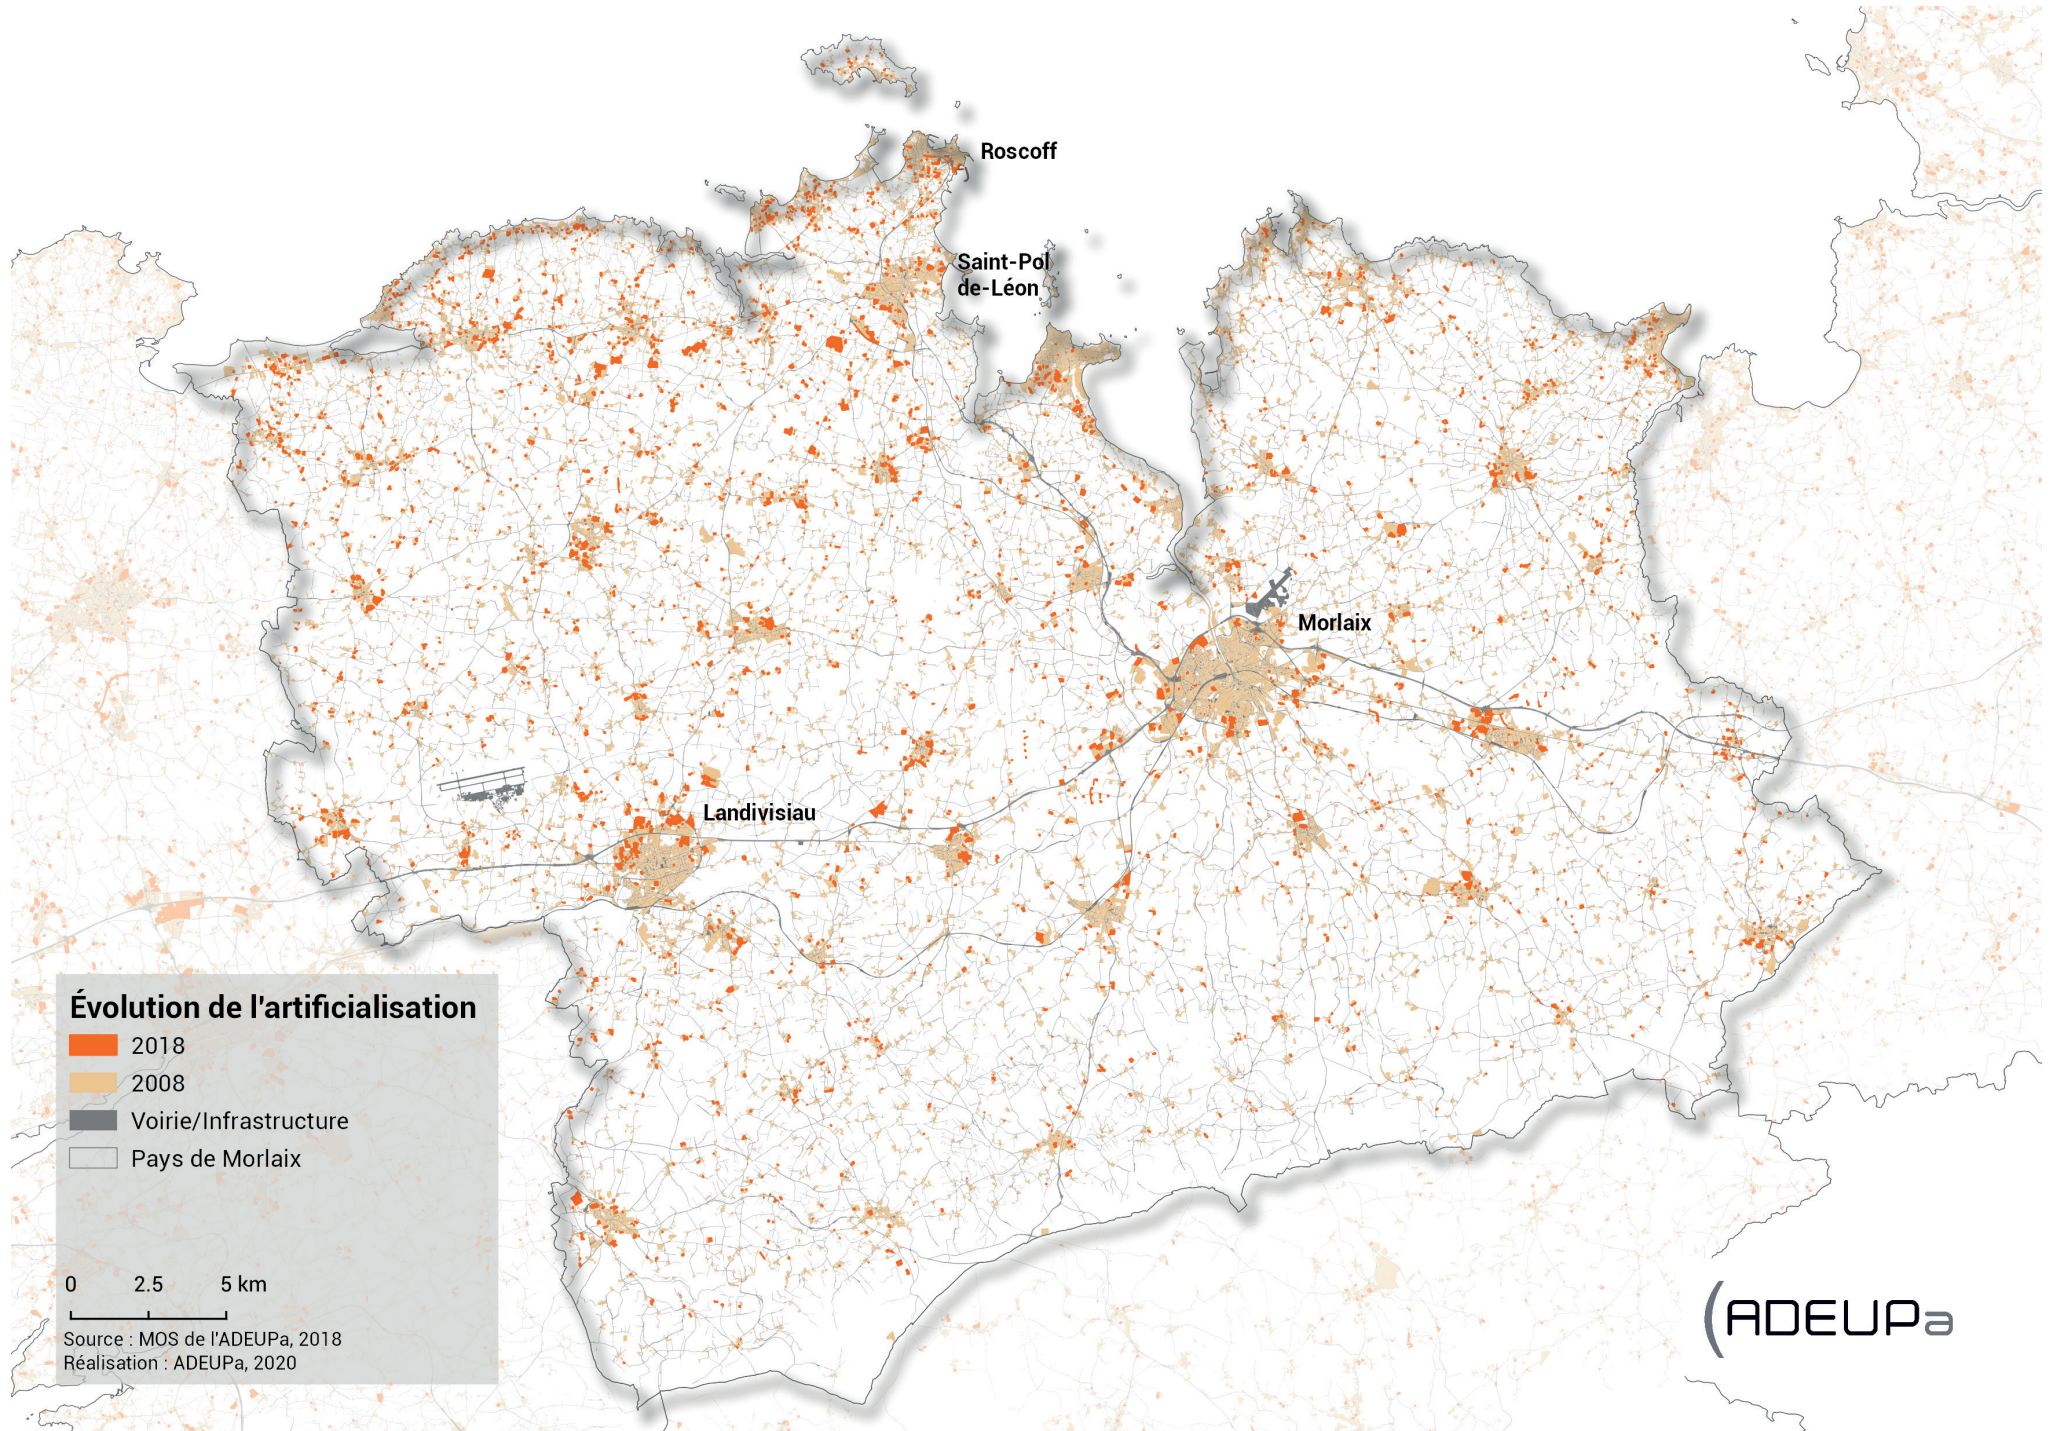 Roscoff
Saint-Pol
de-Léon
Morlaix
Landivisiau
Évolution de l'artificialisation
2018
2008
Voirie/Infrastructure
Pays de Morlaix
0 2.5 5 km
Source : MOS de l'ADEUPa, 2018
Réalisation : ADEUPa, 2020
(ADEUPa